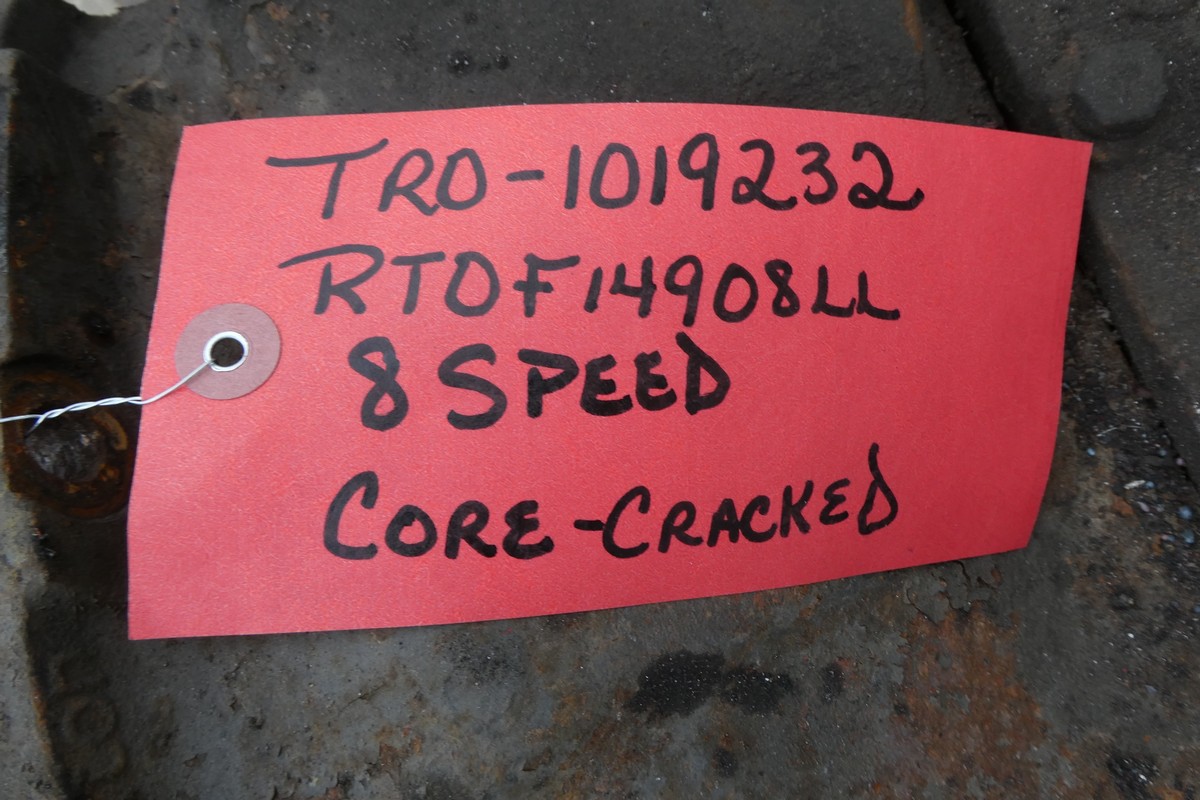 TRO-1019232
RTOF14908LL
8 SPEED
CORE-CRACKED